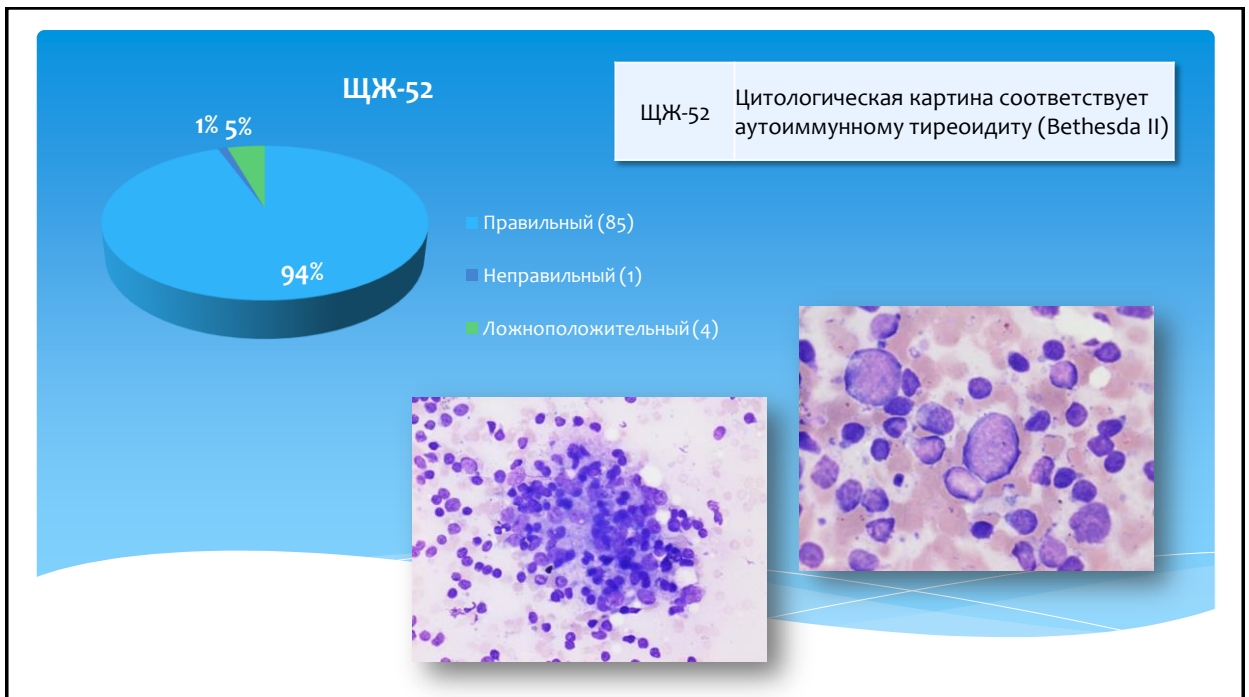 ЩЖ-52
1% 5%
94%
Правильный (85)
Неправильный (1)
Ложноположительный (4)
ЩЖ-52
Цитологическая картина соответствует
аутоиммунному тиреоидиту (Bethesda II)